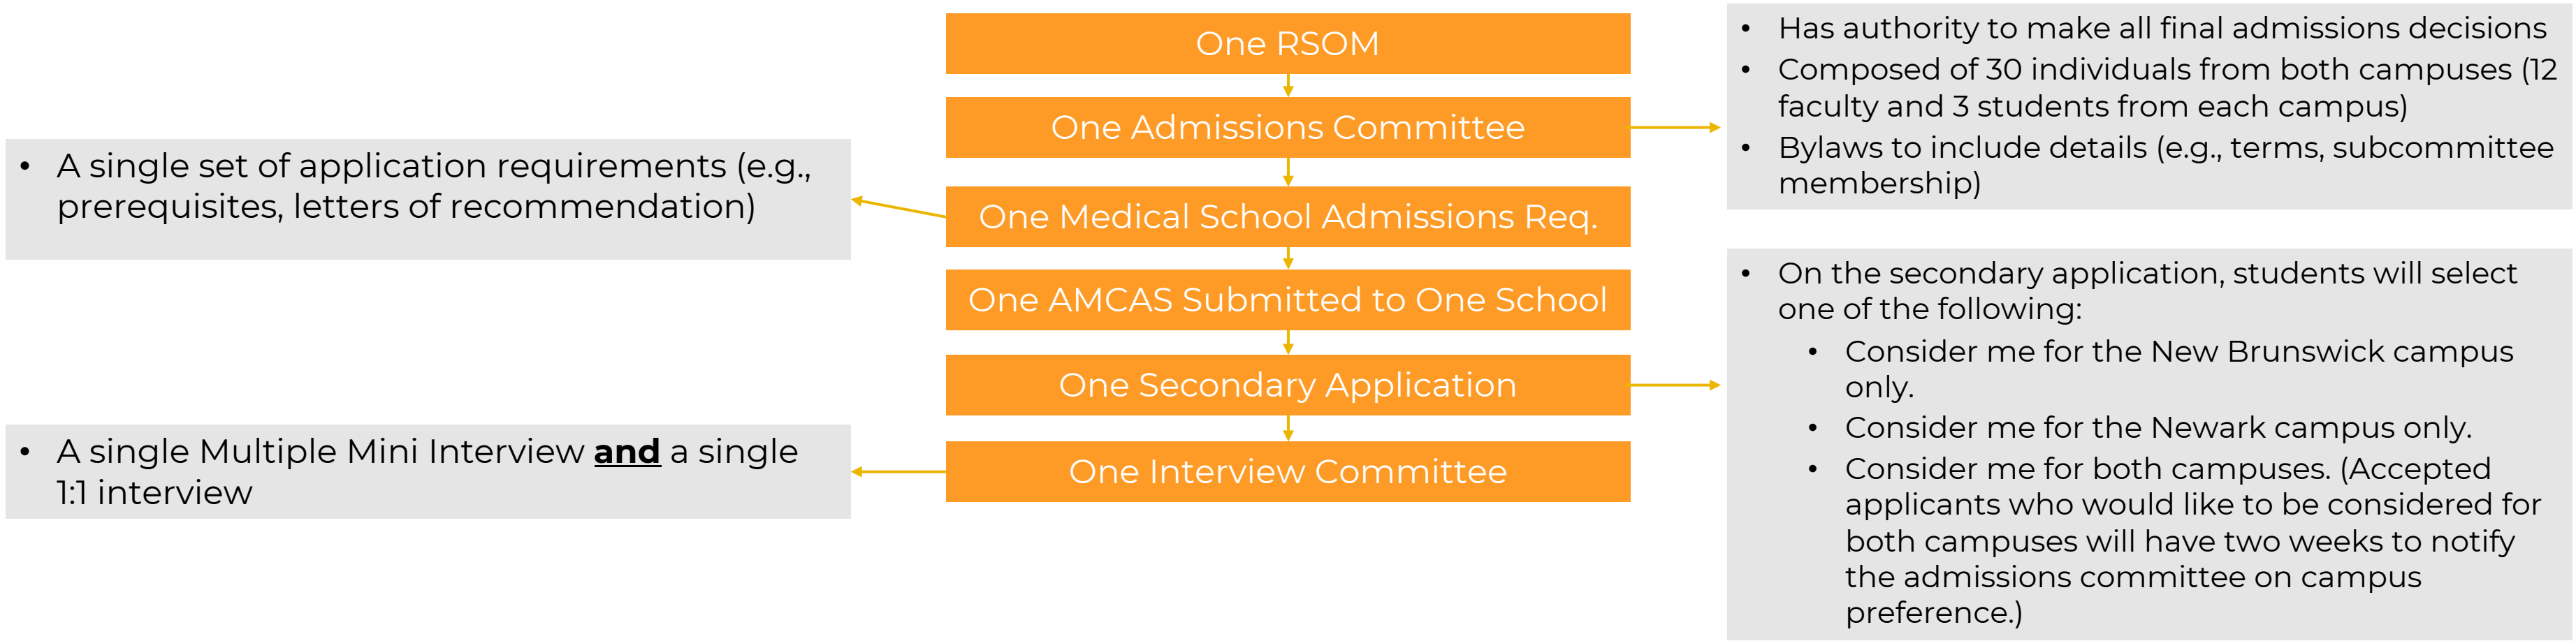 One RSOM
One Admissions Committee
One Medical School Admissions Req.
One AMCAS Submitted to One School
One Secondary Application
One Interview Committee
• A single set of application requirements (e.g.,
prerequisites, letters of recommendation)
• A single Multiple Mini Interview and a single
1:1 interview
• Has authority to make all final admissions decisions
• Composed of 30 individuals from both campuses (12
faculty and 3 students from each campus)
• Bylaws to include details (e.g., terms, subcommittee
membership)
• On the secondary application, students will select
one of the following:
• Consider me for the New Brunswick campus
only.
• Consider me for the Newark campus only.
• Consider me for both campuses. (Accepted
applicants who would like to be considered for
both campuses will have two weeks to notify
the admissions committee on campus
preference.)